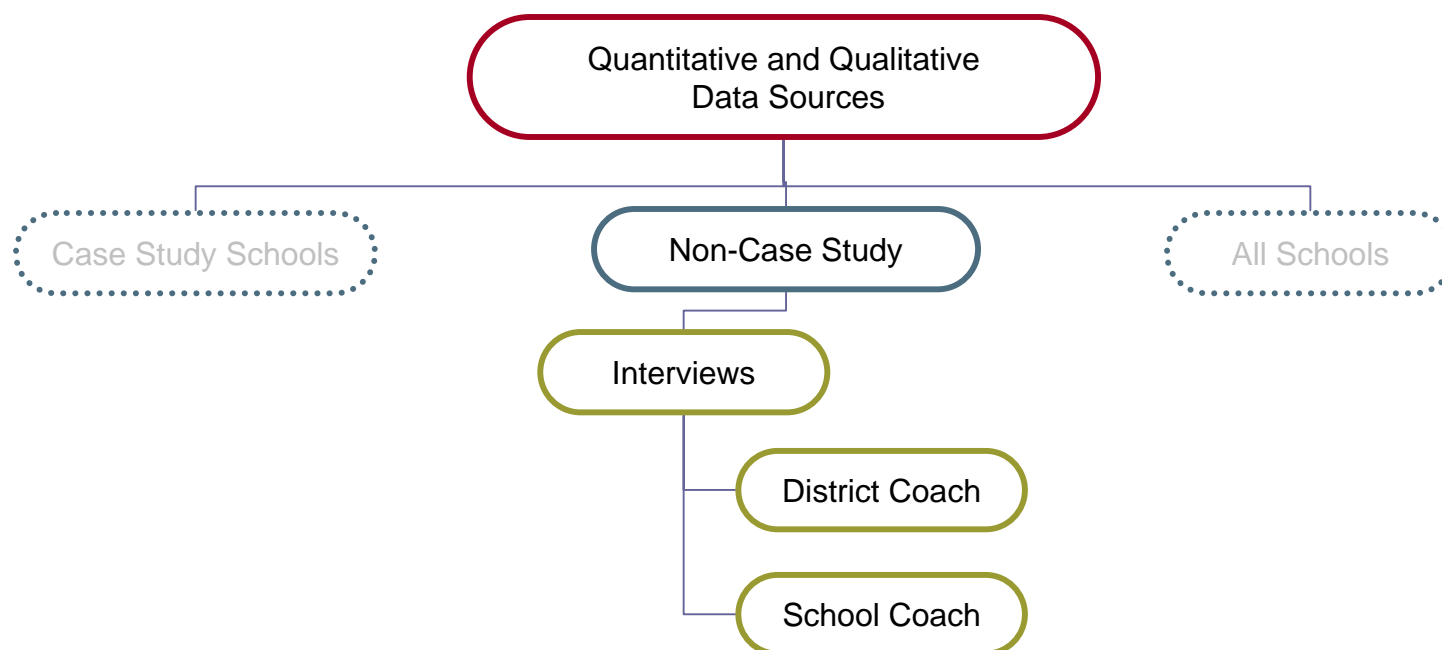 Quantitative and Qualitative
Data Sources
Case Study Schools
Non-Case Study
All Schools
Interviews
District Coach
School Coach